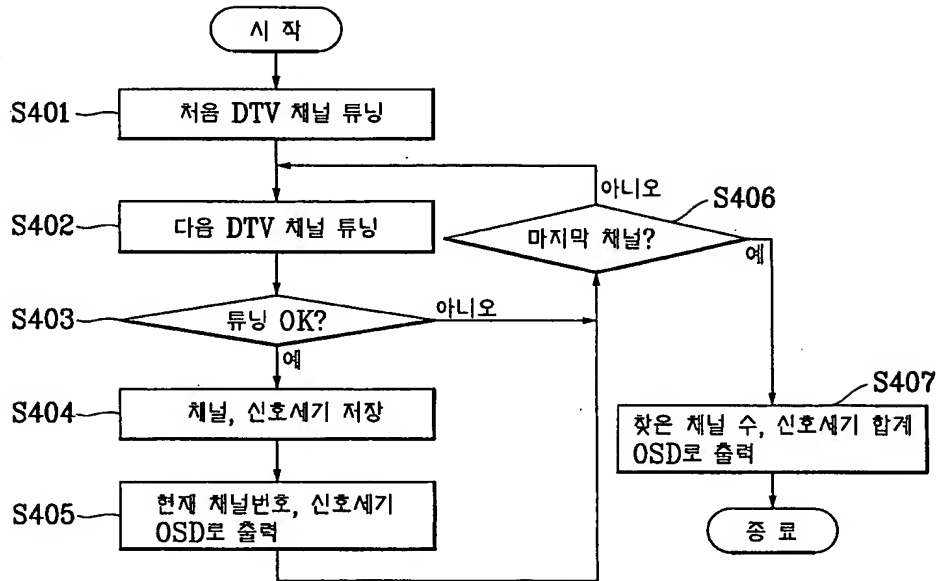 시 작
S401
처음 DTV 채널 튜닝
아니오
S406
S402
다음 DTV 채널 튜닝
마지막 채널?
예
S403
튜닝 OK?
아니오
예
S407
S404
채널, 신호세기 저장
찾은 채널 수, 신호세기 합계
OSD로 출력
S405
현재 채널번호, 신호세기
OSD로 출력
종 료